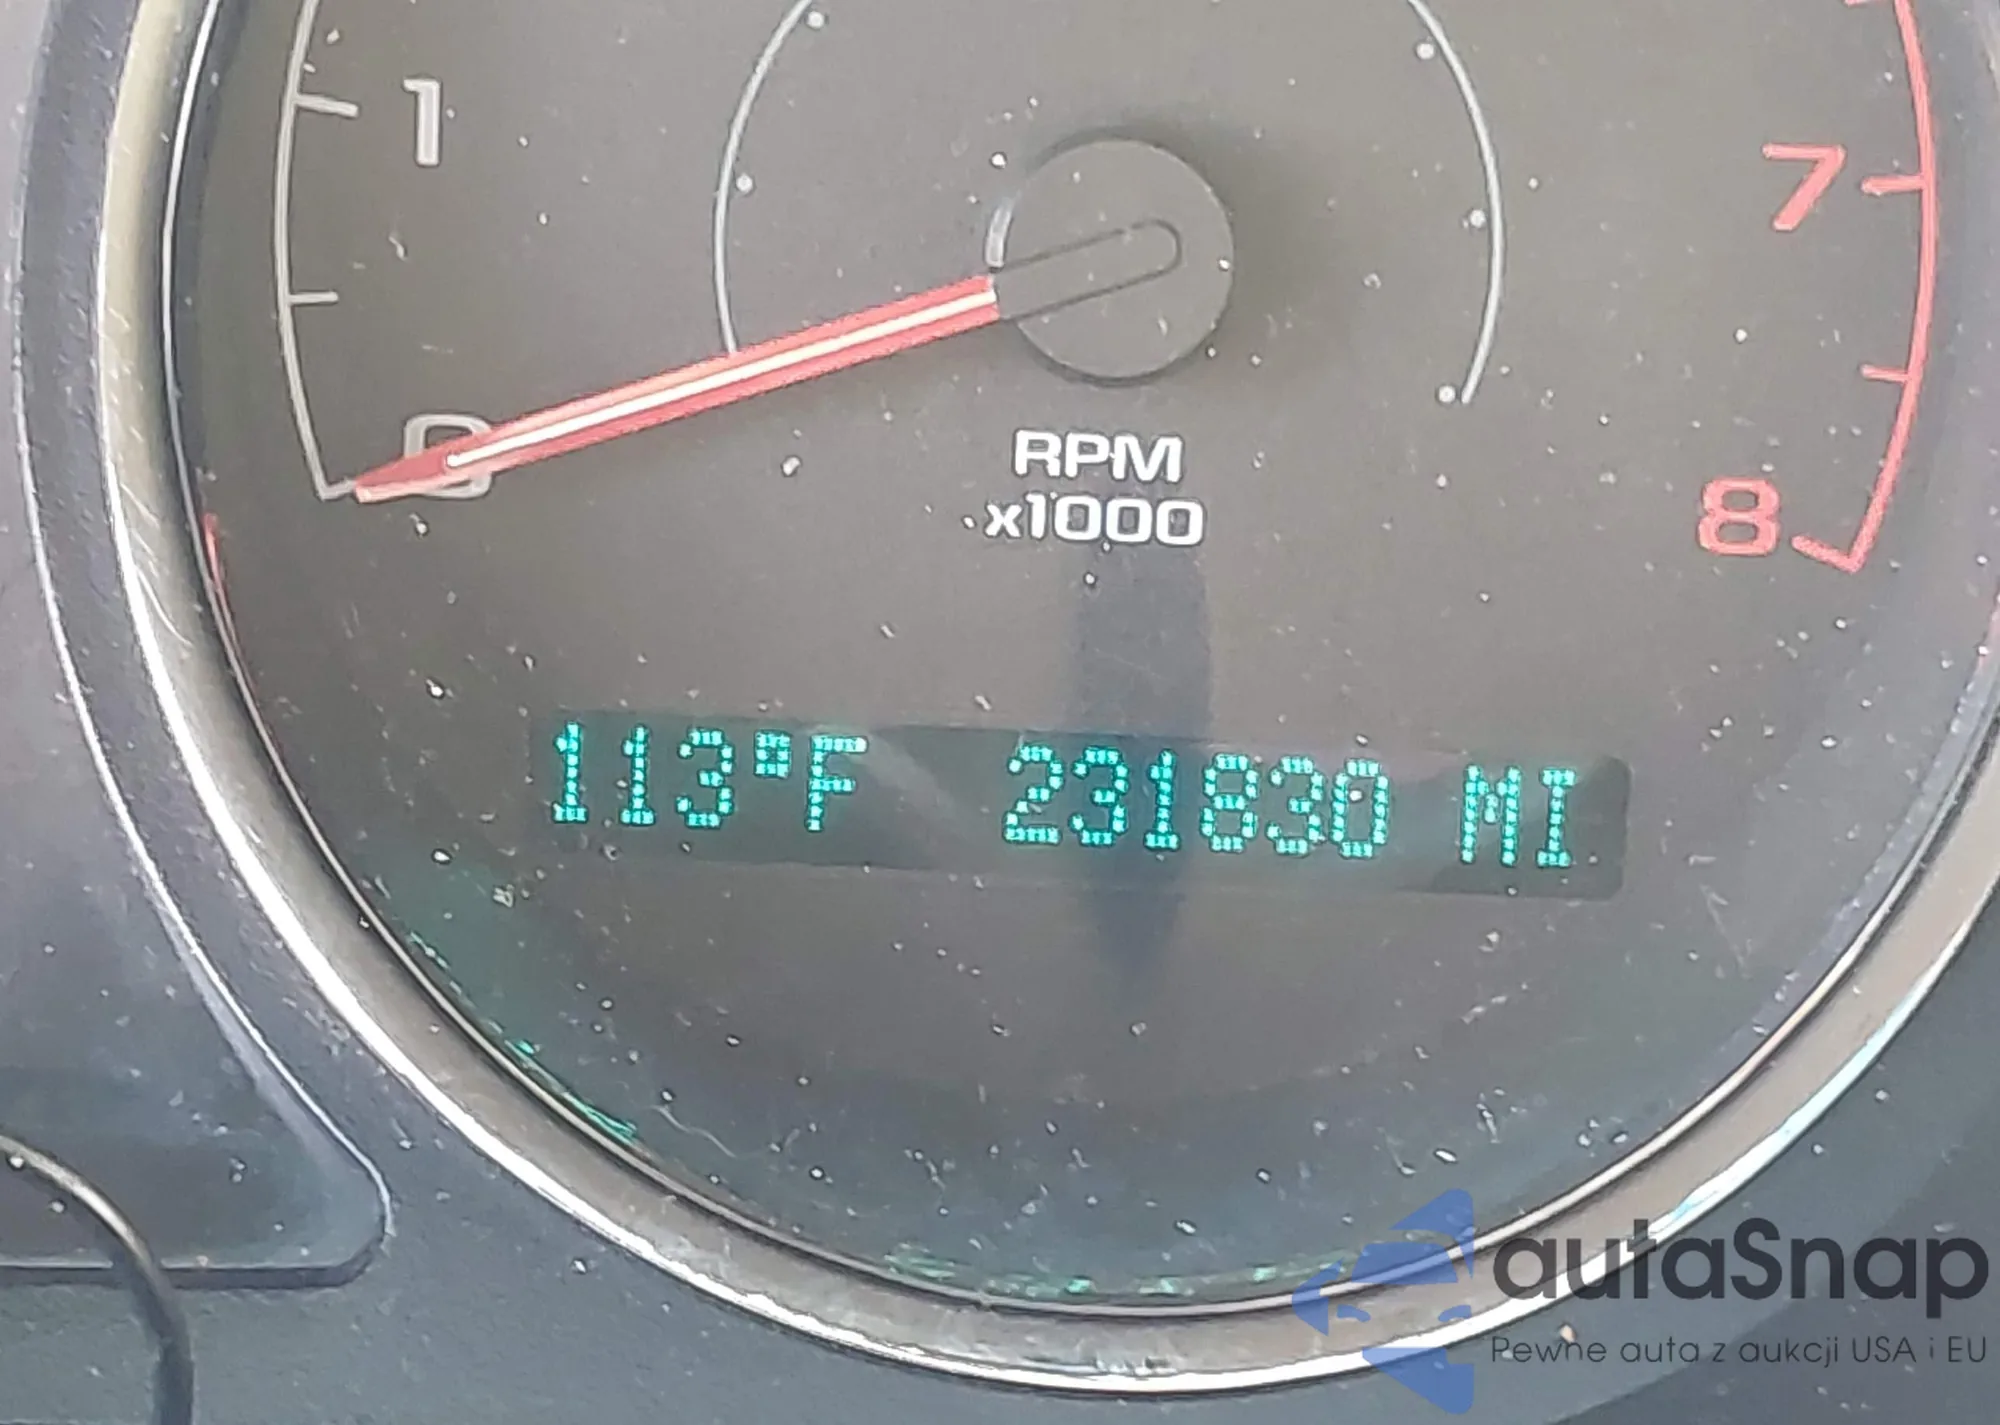 1
7
0
8
RPM
x1000
113°F 231830 MI
autaSnap
Pewne auta z aukcji USA i EU